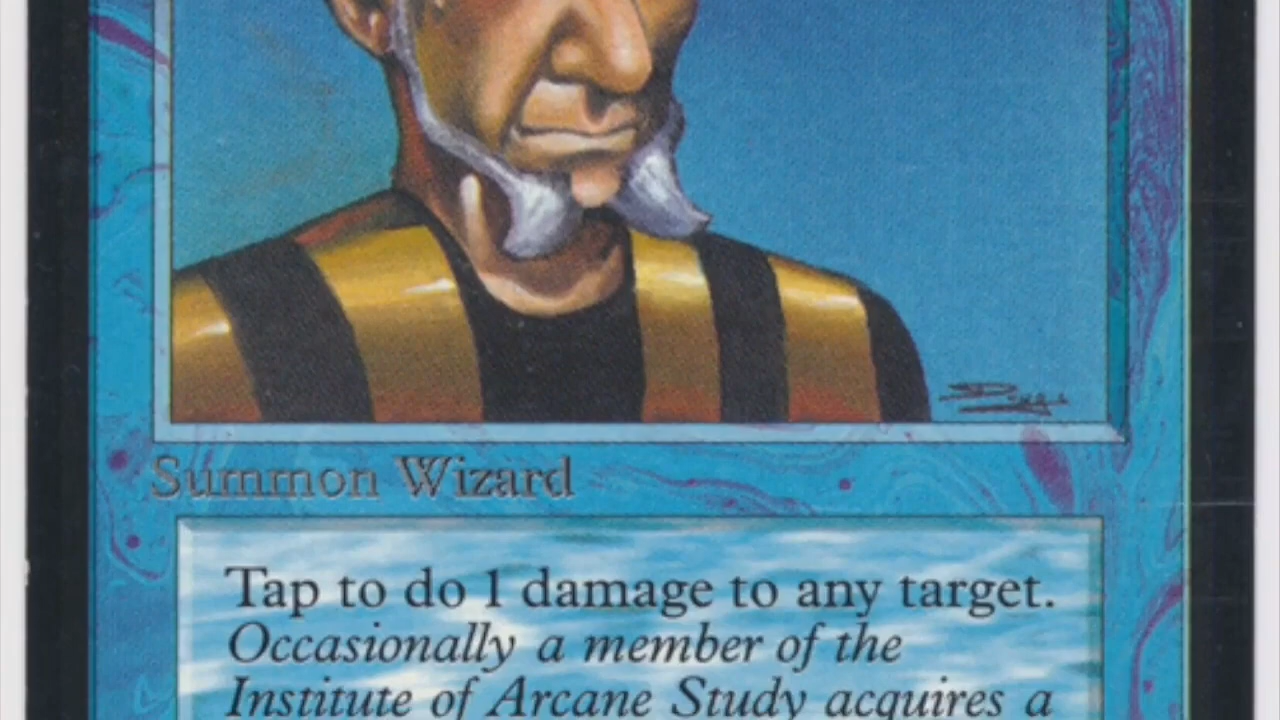 Summon Wizard
Tap to do 1 damage to any target.
Occasionally a member of the
Institute of Arcane Study acquires a